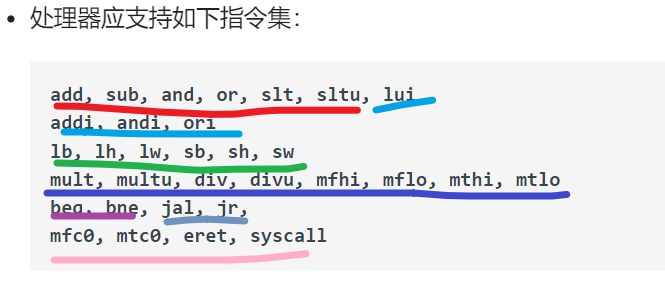 处理器应支持如下指令集：
add, sub, and, or, slt, sltu, lui
addi, andi, ori
lb, lh, lw, sb, sh, sw
mult, multu, div, divu, mfhi, mflo, mthi, mtlo
beq, bne, jal, jr,
mfc0, mtc0, eret, syscall